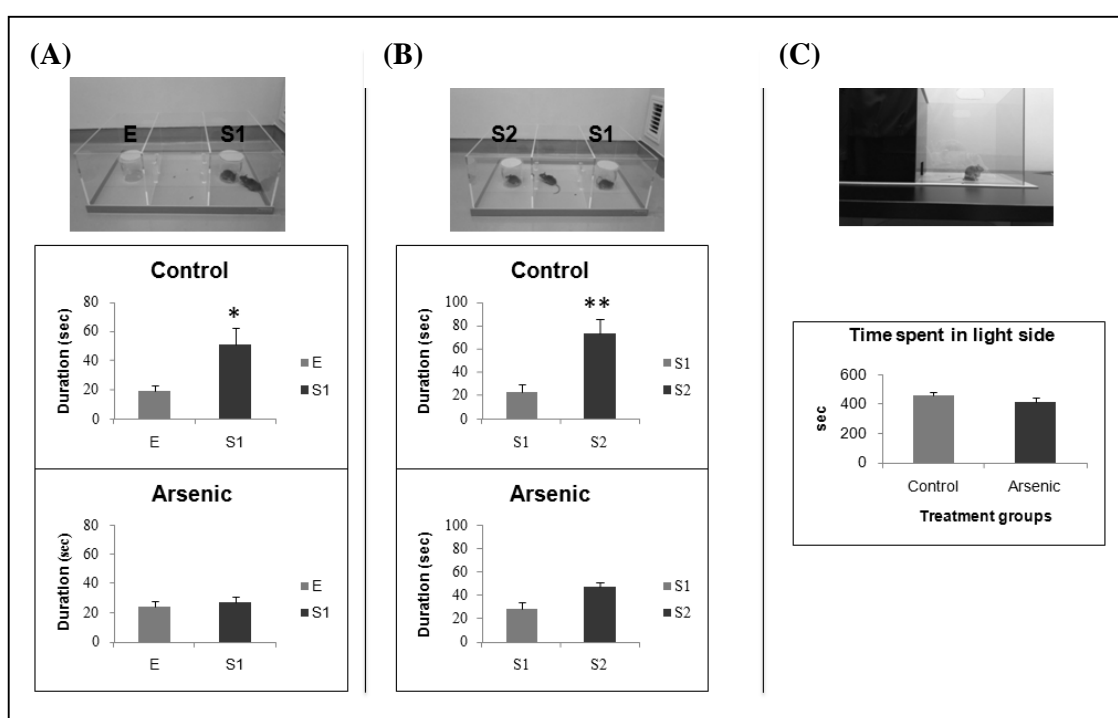 (A)
E S1
Control
Duration (sec)
80
60
40
20
0
*
E
S1
E S1
Arsenic
Duration (sec)
80
60
40
20
0
E
S1
E S1
(B)
S2 S1
Control
Duration (sec)
100
80
60
40
20
0
**
S1
S2
S1 S2
Arsenic
Duration (sec)
100
80
60
40
20
0
S1
S2
S1 S2
(C)
Time spent in light side
sec
600
400
200
0
Control Arsenic
Treatment groups